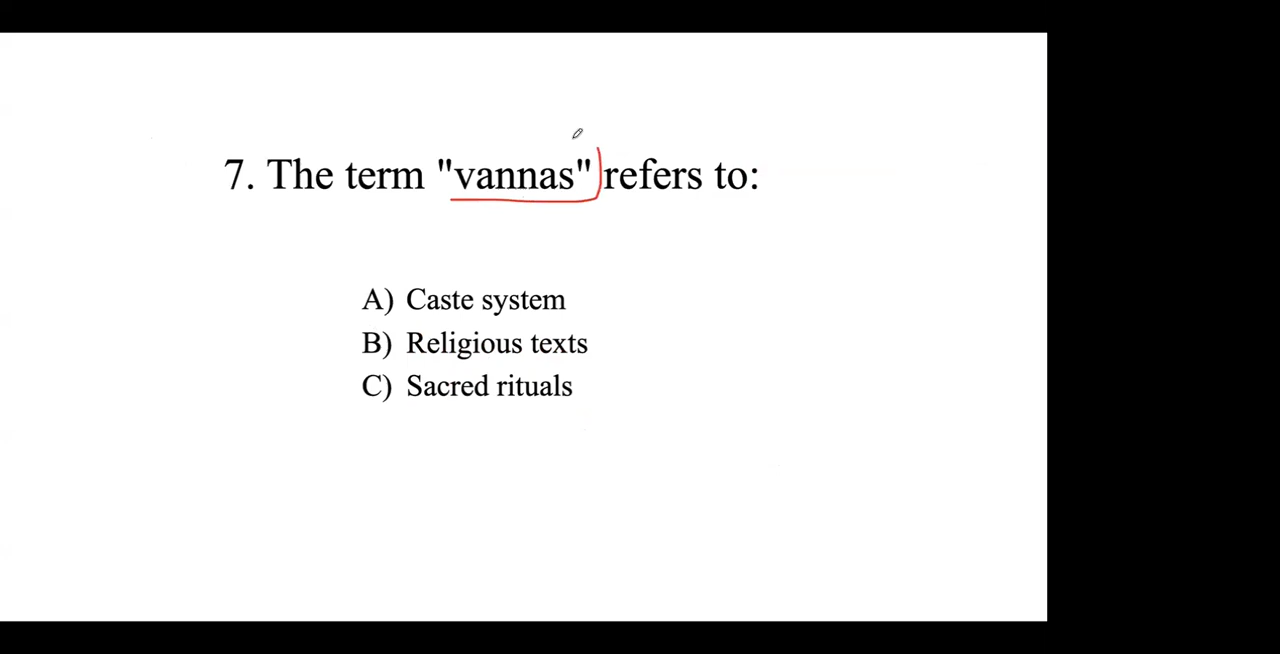 7. The term "vannas" refers to:
A) Caste system
B) Religious texts
C) Sacred rituals